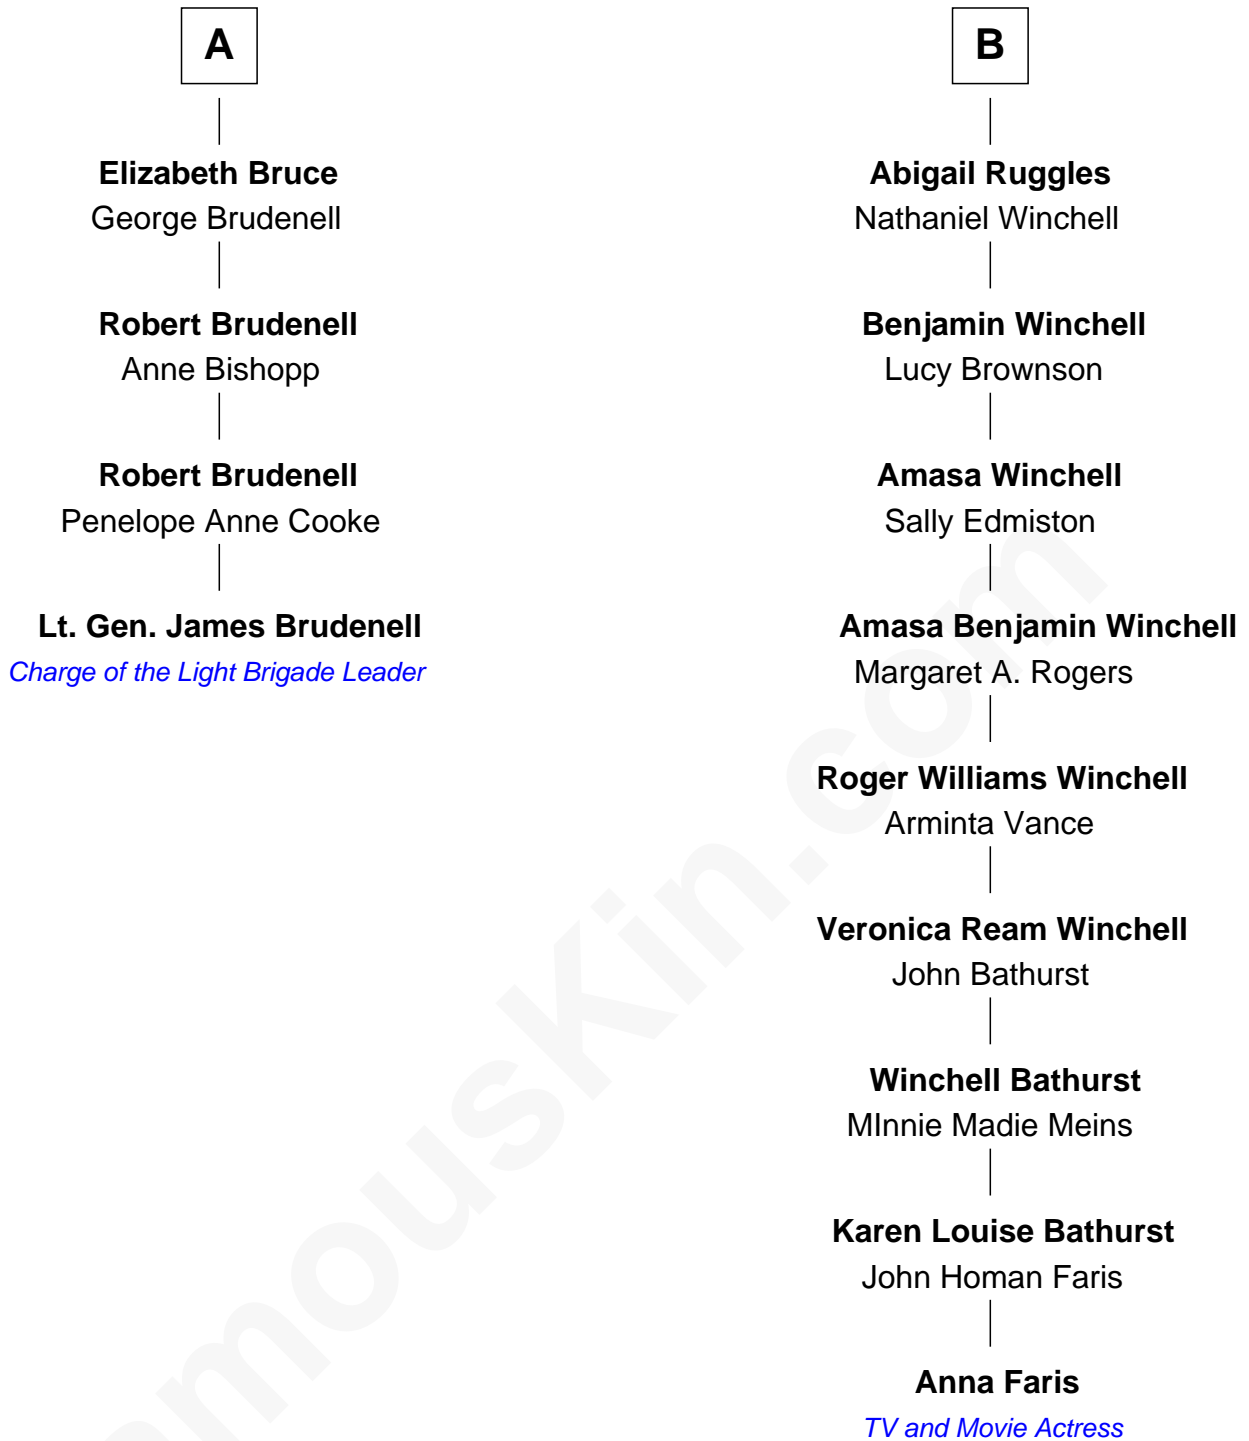 A
Elizabeth Bruce
George Brudenell
Robert Brudenell
Anne Bishopp
Robert Brudenell
Penelope Anne Cooke
Lt. Gen. James Brudenell
Charge of the Light Brigade Leader
B
Abigail Ruggles
Nathaniel Winchell
Benjamin Winchell
Lucy Brownson
Amasa Winchell
Sally Edmiston
Amasa Benjamin Winchell
Margaret A. Rogers
Roger Williams Winchell
Arminta Vance
Veronica Ream Winchell
John Bathurst
Winchell Bathurst
MInnie Madie Meins
Karen Louise Bathurst
John Homan Faris
Anna Faris
TV and Movie Actress
amousKin.com